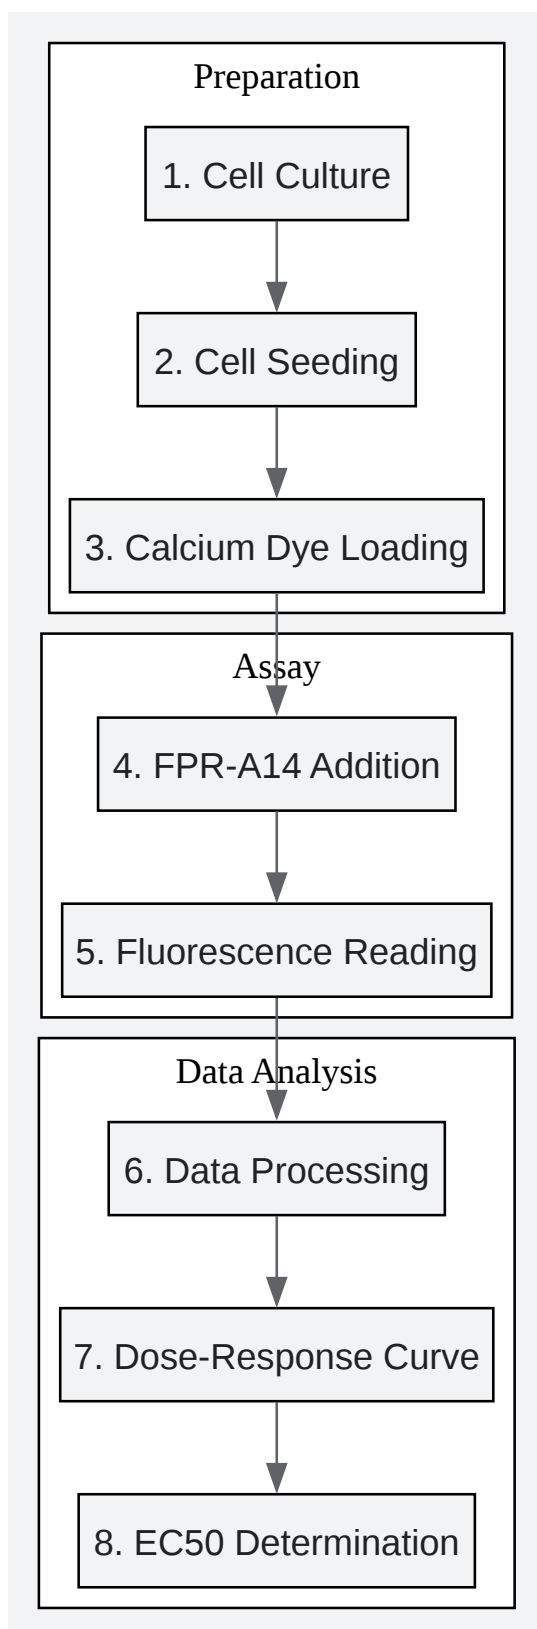 Preparation
1. Cell Culture
2. Cell Seeding
3. Calcium Dye Loading
Assay
4. FPR-A14 Addition
5. Fluorescence Reading
Data Analysis
6. Data Processing
7. Dose-Response Curve
8. EC50 Determination